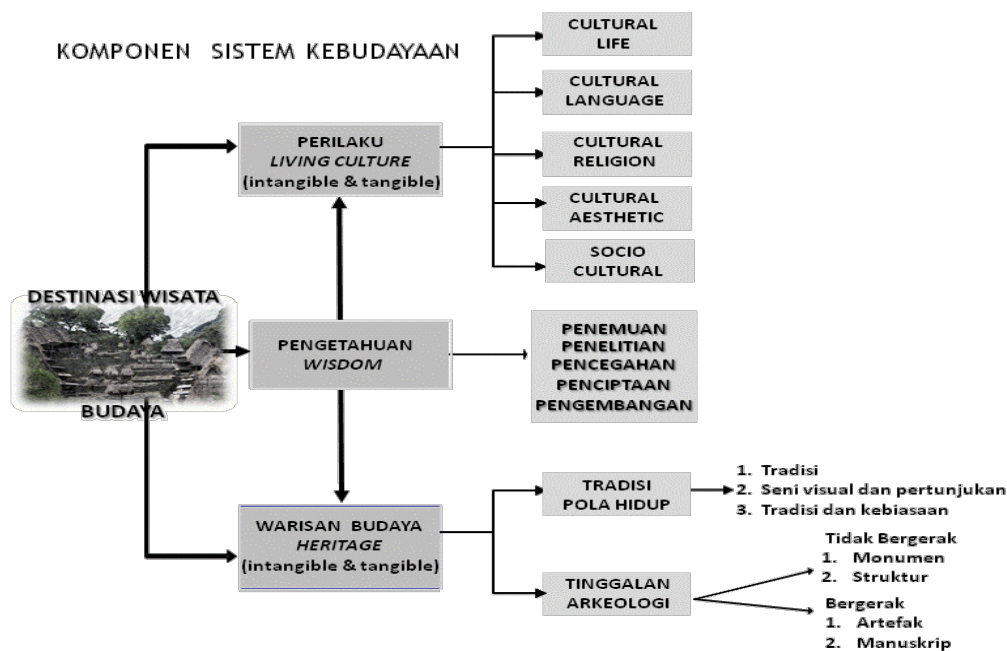 KOMPONEN SISTEM KEBUDAYAAN
CULTURAL
LIFE
CULTURAL
LANGUAGE
PERILAKU
LIVING CULTURE
(intangible & tangible)
CULTURAL
RELIGION
CULTURAL
AESTHETIC
SOCIO
CULTURAL
DESTINASI WISATA
BUDAYA
PENGETAHUAN
WISDOM
PENEMUAN
PENELITIAN
PENCEGAHAN
PENCIPTAAN
PENGEMBANGAN
WARISAN BUDAYA
HERITAGE
(intangible & tangible)
TRADISI
POLA HIDUP
1. Tradisi
2. Seni visual dan pertunjukan
3. Tradisi dan kebiasaan
TINGGALAN
ARKEOLOGI
Tidak Bergerak
1. Monumen
2. Struktur
Bergerak
1. Artefak
2. Manuskrip